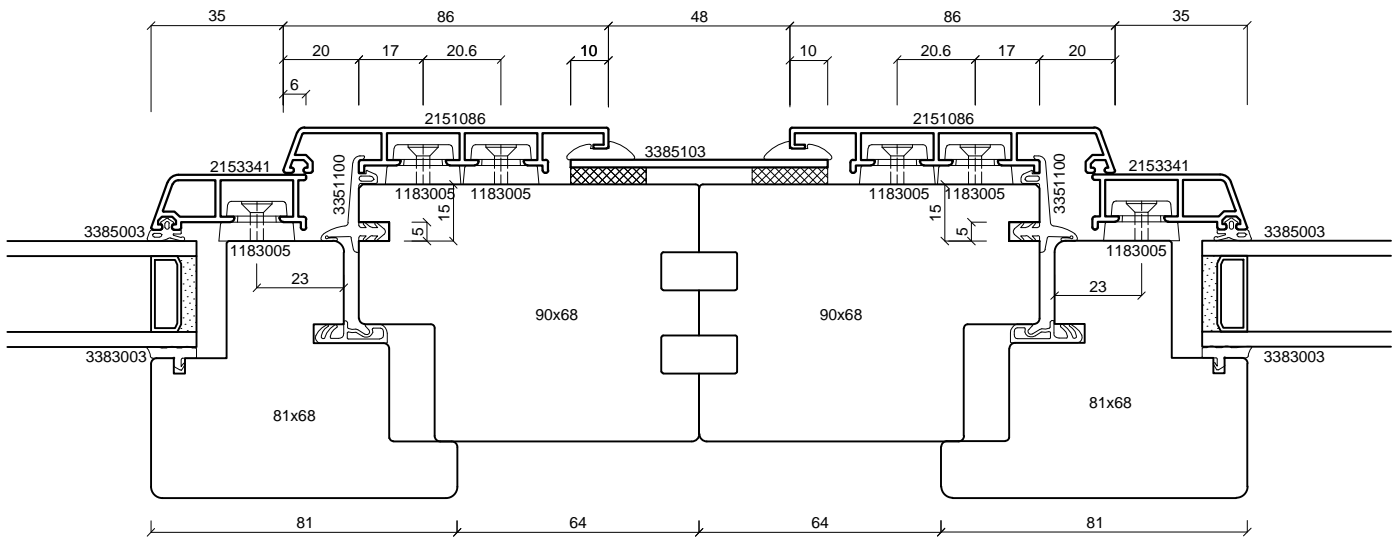 35 86 48 86 35
20 17 20.6 10 10 20.6 17 20
6
2151086 2151086
3385103
2153341 2153341
3351100 3351100
1183005 1183005 1183005 1183005
15 15
5 5
3385003 3385003
1183005 1183005
23 23
90x68 90x68
3383003 3383003
81x68 81x68
81 64 64 81